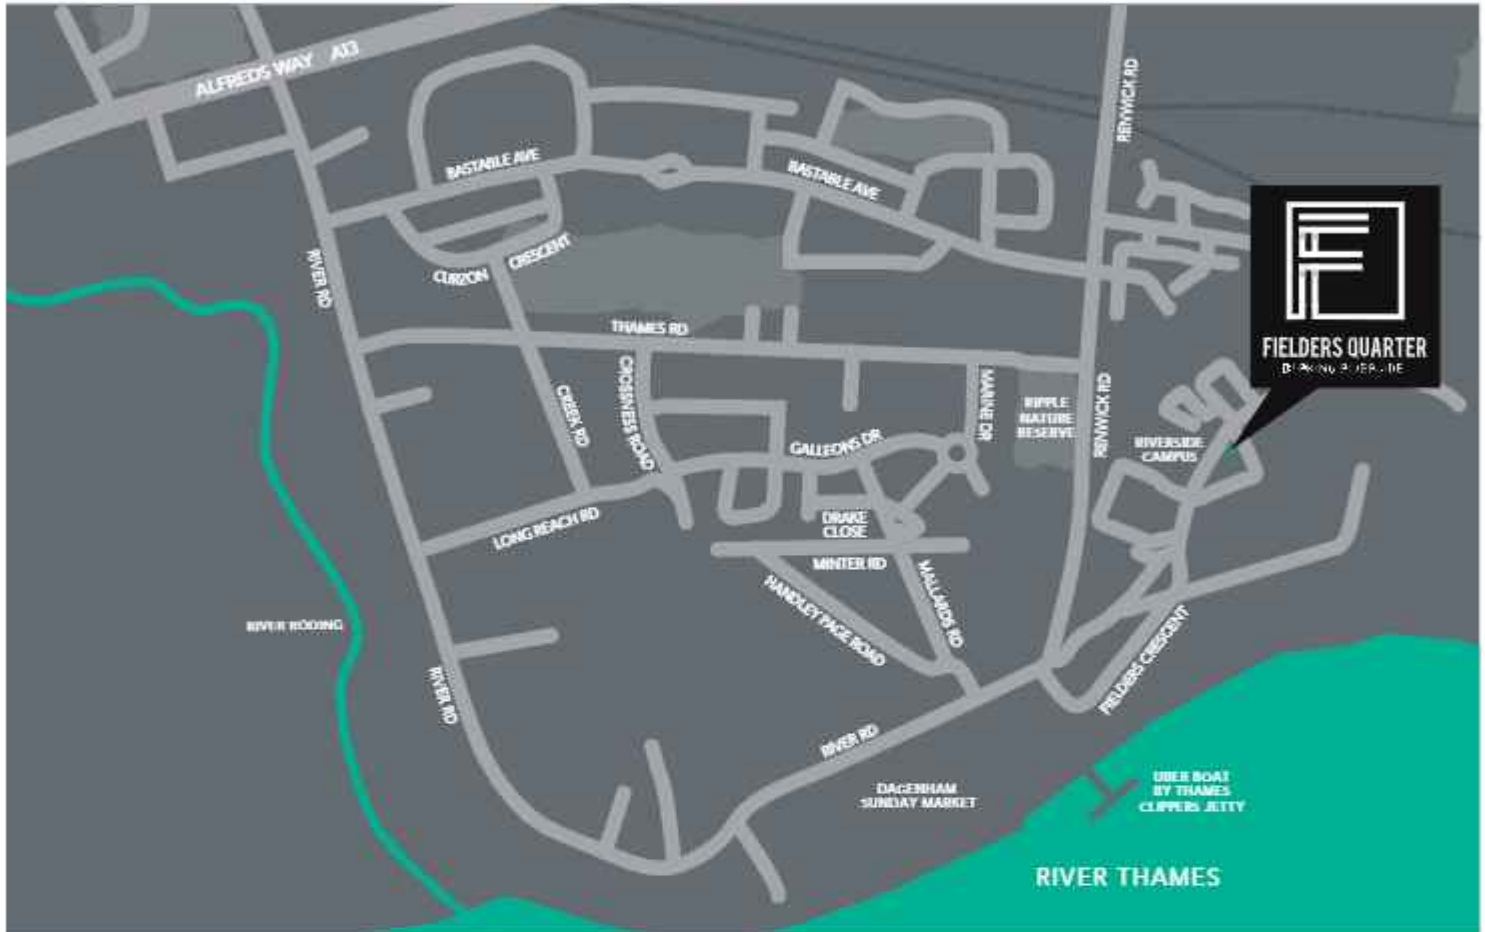 ALFREDS WAY A13
RENWICK RD
BASTABLE AVE
BASTABLE AVE
RIVER RD
CURZON CRESCENT
THAMES RD
FIELDERS QUARTER
BARKING RIVERSIDE
CROSSNESS ROAD
CREEK RD
MARINE DR
RIPPLE
NATURE
RESERVE
RENWICK RD
RIVERSIDE
CAMPUS
GALLEONS DR
LONG REACH RD
DRAKE
CLOSE
MINTER RD
HANDLEY PAGE ROAD
MALLARDS RD
RIVER RODING
FIELDERS CRESCENT
RIVER RD
RIVER RD
DAGENHAM
SUNDAY MARKET
UBER BOAT
BY THAMES
CLIPPERS JETTY
RIVER THAMES